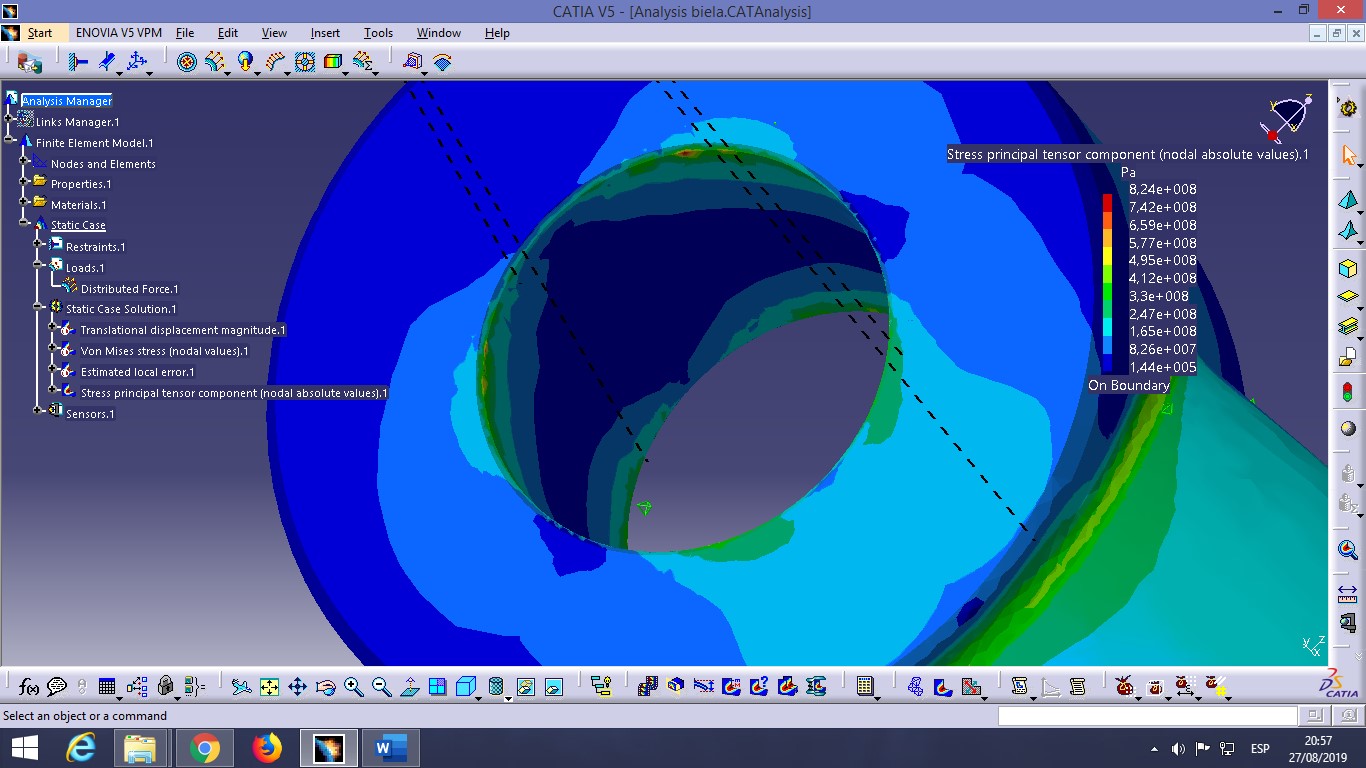 CATIA V5 - [Analysis biela.CATAnalysis]
Start ENOVIA V5 VPM File Edit View Insert Tools Window Help
Analysis Manager
Links Manager.1
Finite Element Model.1
Nodes and Elements
Properties.1
Materials.1
Static Case
Restraints.1
Loads.1
Distributed Force.1
Static Case Solution.1
Translational displacement magnitude.1
Von Mises stress (nodal values).1
Estimated local error.1
Stress principal tensor component (nodal absolute values).1
Sensors.1
Stress principal tensor component (nodal absolute values).1
Pa
8,24e+008
7,42e+008
6,59e+008
5,77e+008
4,95e+008
4,12e+008
3,3e+008
2,47e+008
1,65e+008
8,26e+007
1,44e+005
On Boundary
y z
x
f(x)
CATIA
Select an object or a command
ESP
20:57
27/08/2019